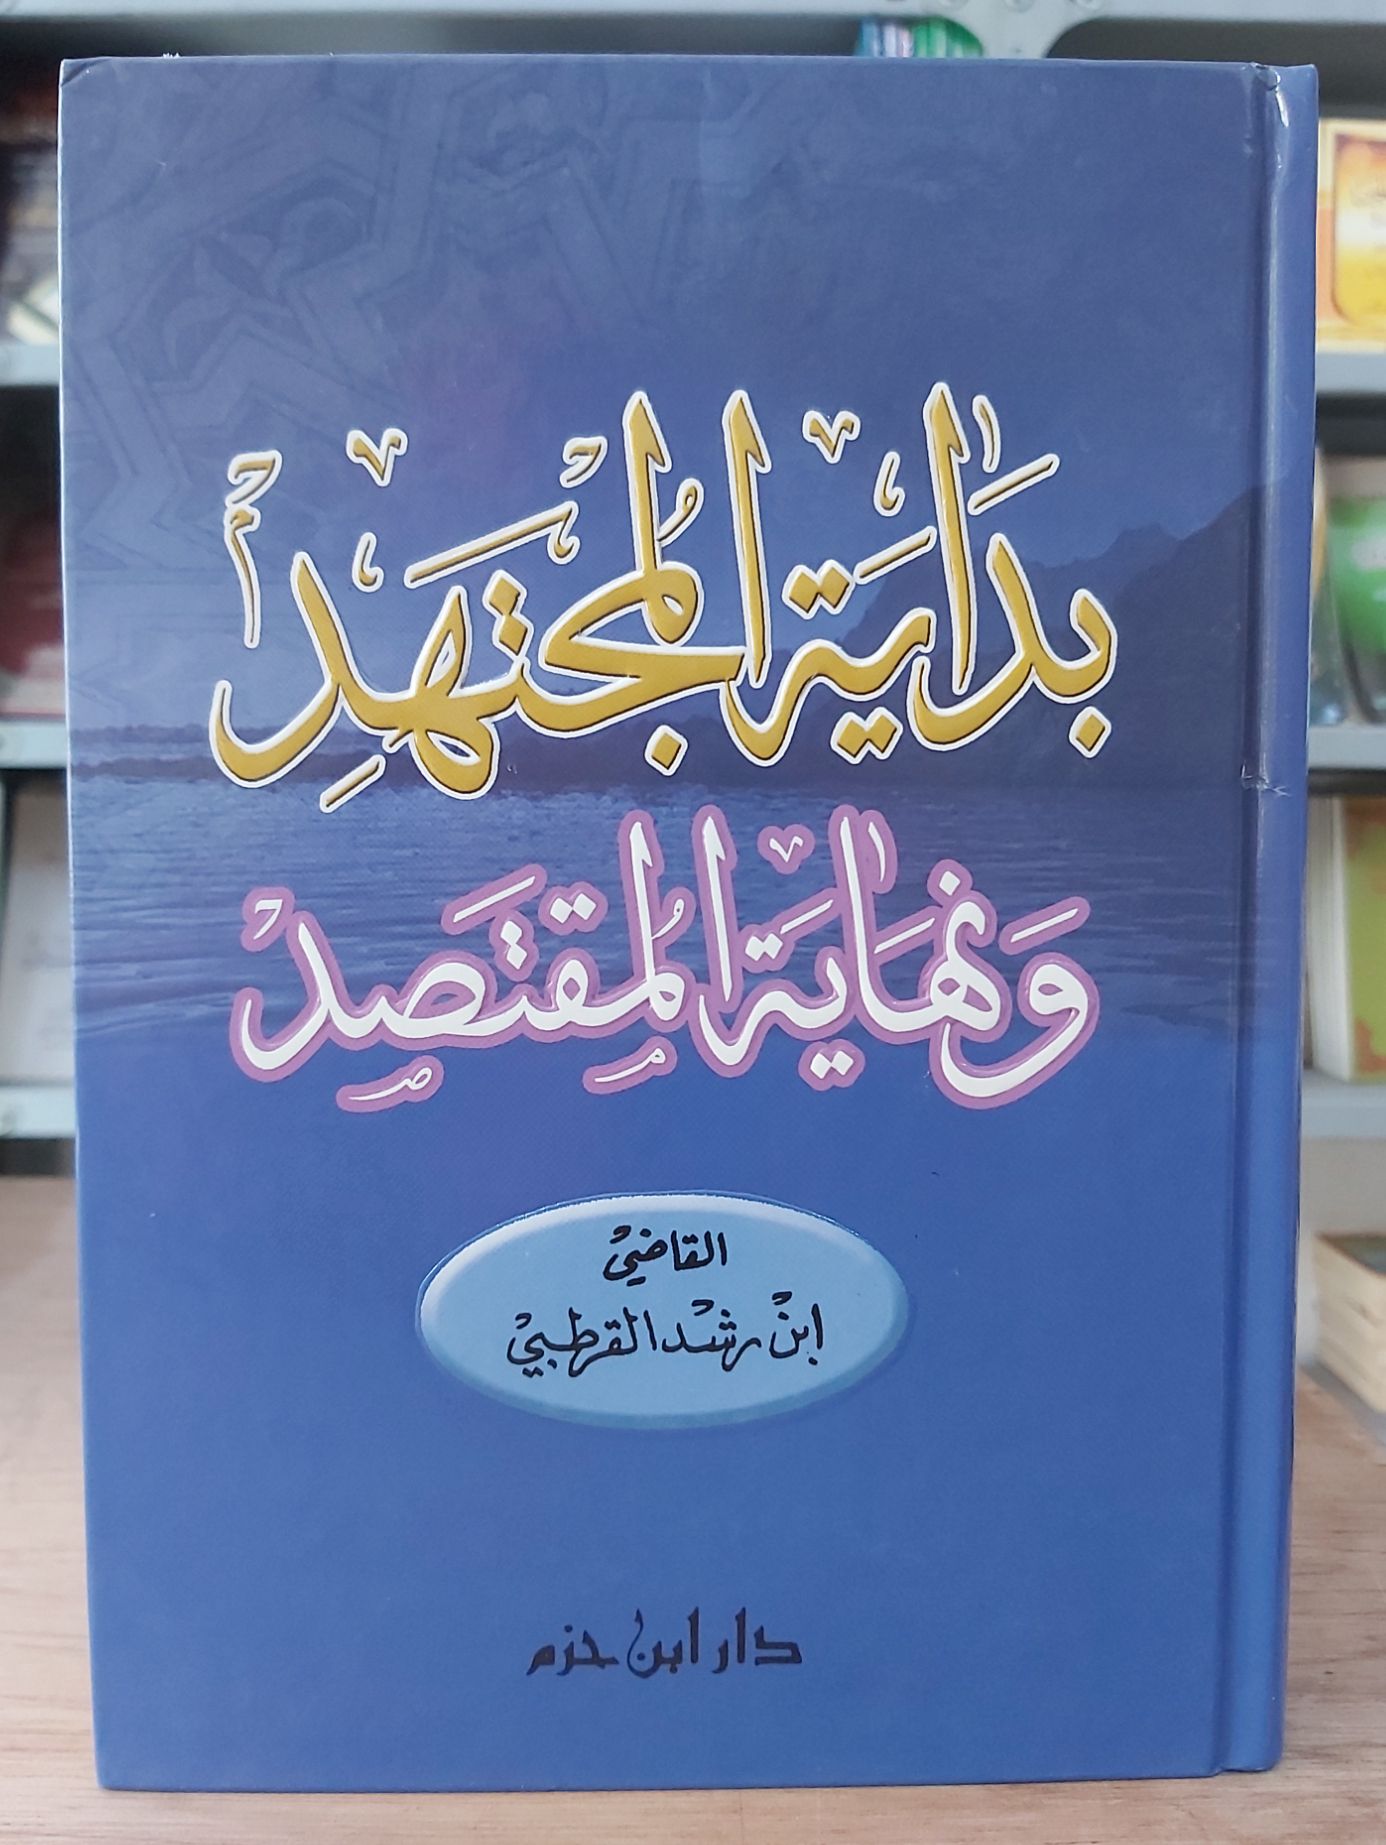 بداية المجتهد
ونهاية المقتصد
القاضي
ابن رشد القرطبي
دار ابن حزم